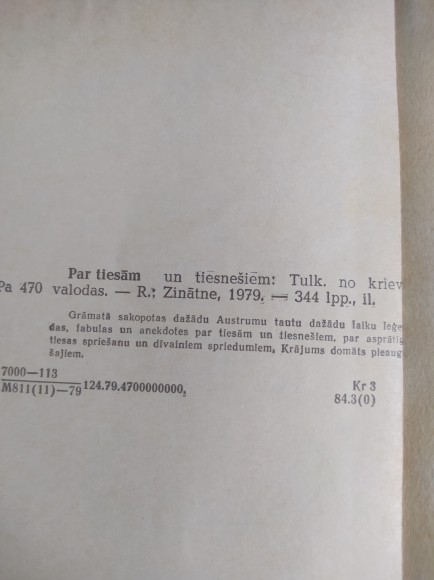 Par tiesām un tiesnešiem: Tulk. no kriev
Pa 470 valodas. — R.: Zinātne, 1979. — 344 lpp., il.
Grāmatā sakopotas dažādu Austrumu tautu dažādu laiku leģe
das, fabulas un anekdotes par tiesām un tiesnešiem, par asprātīg
tiesas spriešanu un dīvainiem spriedumiem. Krājums domāts pieaug
šajiem.
7000—113
M811(11)—79 124.79.4700000000.
Kr 3
84.3(0)